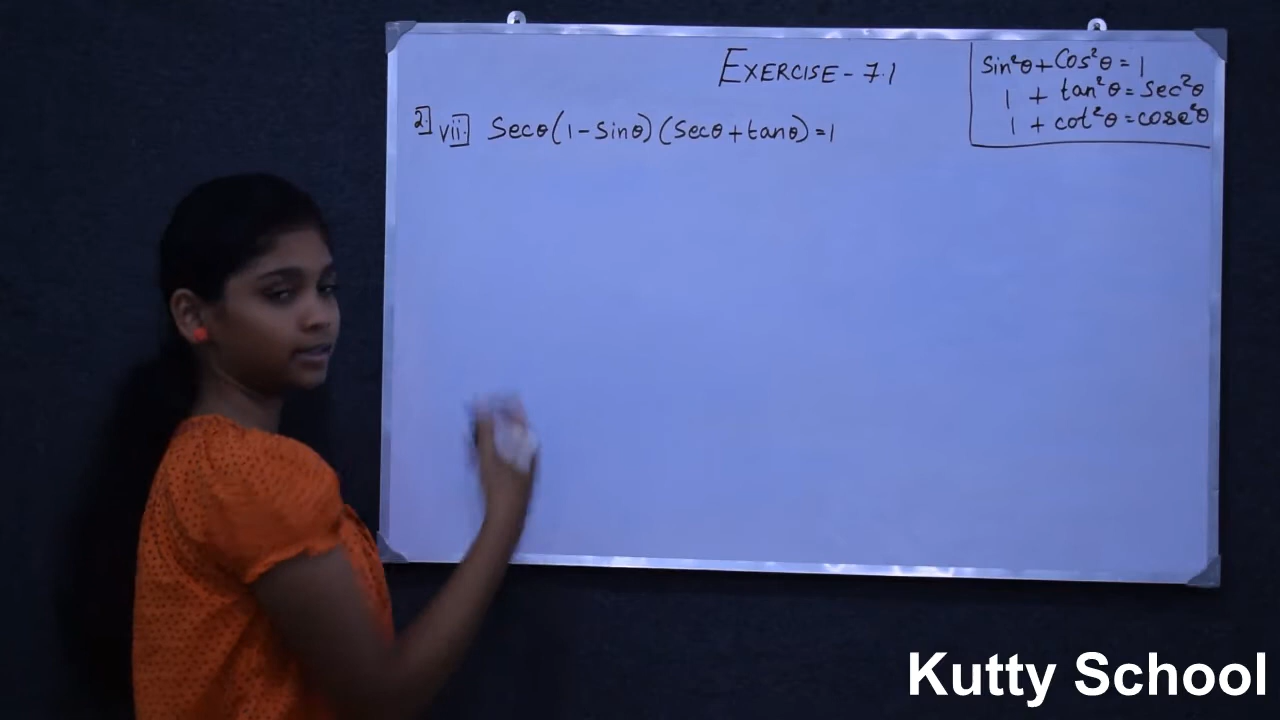 EXERCISE - 7.1
2] vii] Secθ(1 - Sinθ)(Secθ + tanθ) = 1
Sin²θ + Cos²θ = 1
1 + tan²θ = Sec²θ
1 + cot²θ = cosec²θ
Kutty School